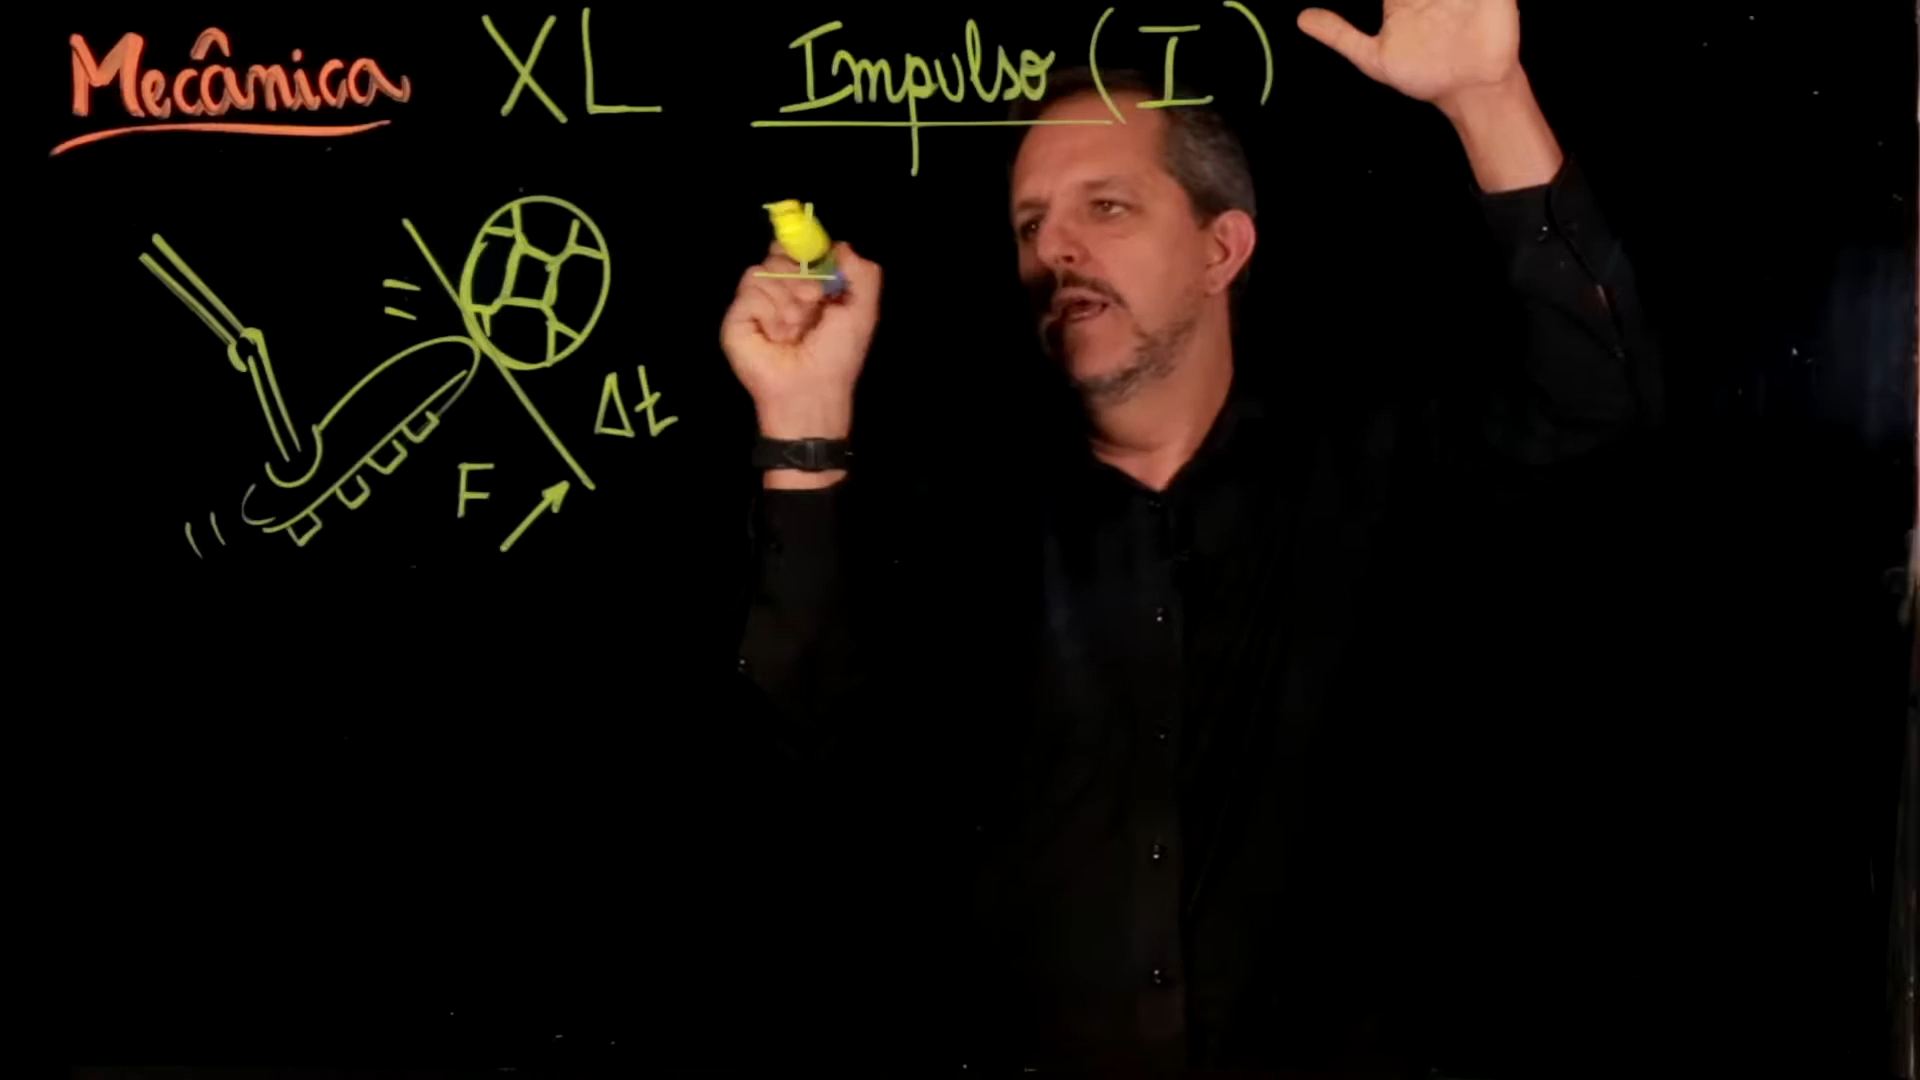 Mecânica XL Impulso (I)
Δt
F
I